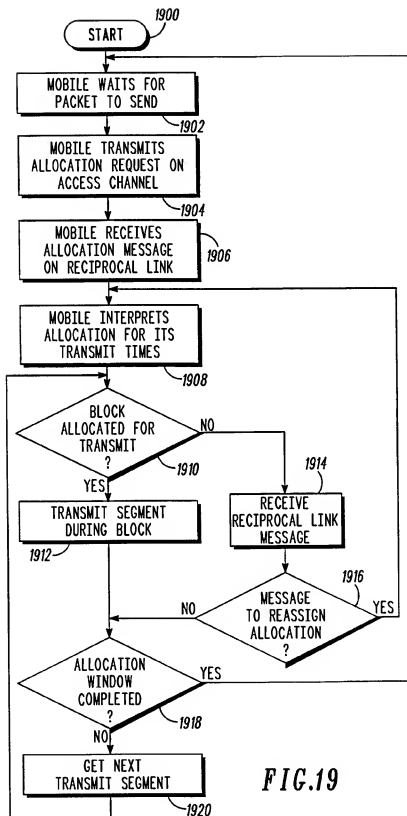 START
1900
MOBILE WAITS FOR
PACKET TO SEND
1902
MOBILE TRANSMITS
ALLOCATION REQUEST ON
ACCESS CHANNEL
1904
MOBILE RECEIVES
ALLOCATION MESSAGE
ON RECIPROCAL LINK
1906
MOBILE INTERPRETS
ALLOCATION FOR ITS
TRANSMIT TIMES
1908
BLOCK
ALLOCATED FOR
TRANSMIT
?
NO
1910
YES
TRANSMIT SEGMENT
DURING BLOCK
1912
1914
RECEIVE
RECIPROCAL LINK
MESSAGE
1916
MESSAGE
TO REASSIGN
ALLOCATION
?
NO
YES
ALLOCATION
WINDOW
COMPLETED
?
YES
1918
NO
GET NEXT
TRANSMIT SEGMENT
1920
FIG.19